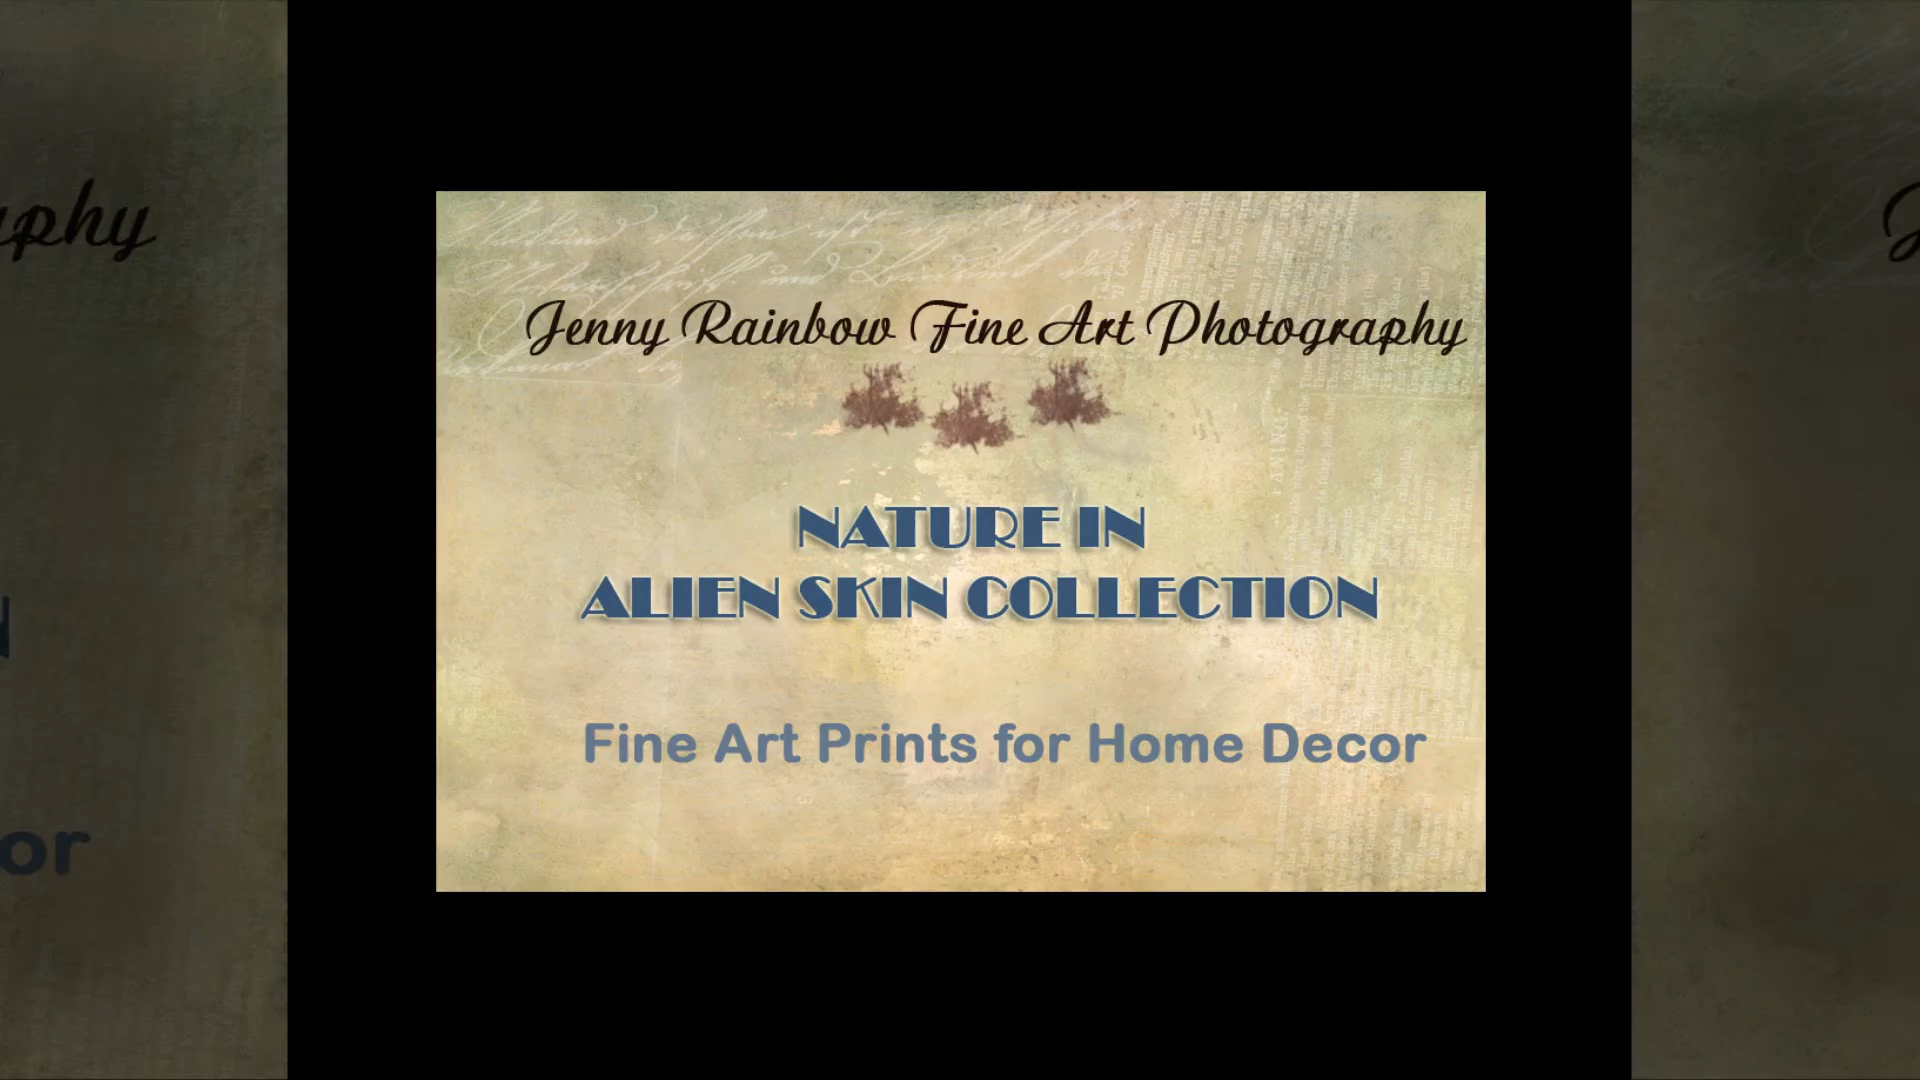 Jenny Rainbow Fine Art Photography
NATURE IN
ALIEN SKIN COLLECTION
Fine Art Prints for Home Decor